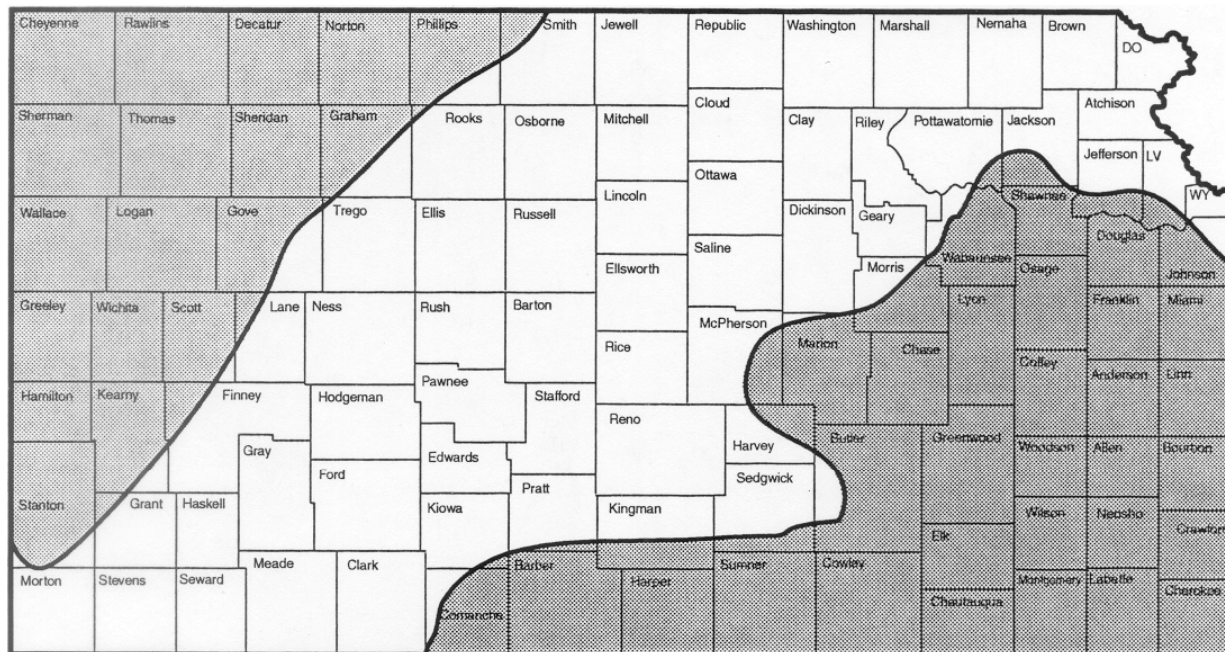 Cheyenne
Rawlins
Decatur
Norton
Phillips
Smith
Jewell
Republic
Washington
Marshall
Nemaha
Brown
DO
Sherman
Thomas
Sheridan
Graham
Rooks
Osborne
Mitchell
Cloud
Clay
Riley
Pottawatomie
Jackson
Atchison
Jefferson
LV
WY
Wallace
Logan
Gove
Trego
Ellis
Russell
Lincoln
Ottawa
Dickinson
Geary
Shawnee
Douglas
Johnson
Ellsworth
Saline
Morris
Wabaunsee
Osage
Greeley
Wichita
Scott
Lane
Ness
Rush
Barton
Rice
McPherson
Marion
Chase
Lyon
Franklin
Miami
Hamilton
Kearny
Finney
Hodgeman
Pawnee
Stafford
Reno
Harvey
Butler
Greenwood
Coffey
Anderson
Linn
Gray
Ford
Edwards
Pratt
Sedgwick
Woodson
Allen
Bourbon
Stanton
Grant
Haskell
Kiowa
Kingman
Elk
Wilson
Neosho
Crawford
Morton
Stevens
Seward
Meade
Clark
Comanche
Barber
Harper
Sumner
Cowley
Chautauqua
Montgomery
Labette
Cherokee